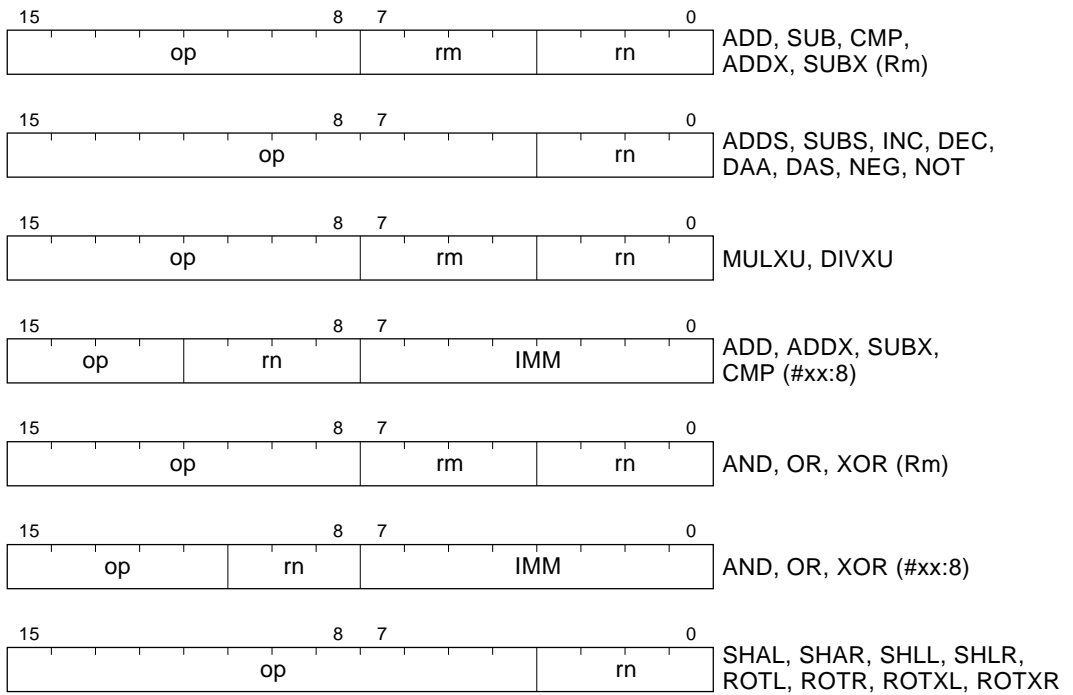 15 8 7 0
op rm rn
ADD, SUB, CMP,
ADDX, SUBX (Rm)
15 8 7 0
op rn
ADDS, SUBS, INC, DEC,
DAA, DAS, NEG, NOT
15 8 7 0
op rm rn
MULXU, DIVXU
15 8 7 0
op rn IMM
ADD, ADDX, SUBX,
CMP (#xx:8)
15 8 7 0
op rm rn
AND, OR, XOR (Rm)
15 8 7 0
op rn IMM
AND, OR, XOR (#xx:8)
15 8 7 0
op rn
SHAL, SHAR, SHLL, SHLR,
ROTL, ROTR, ROTXL, ROTXR